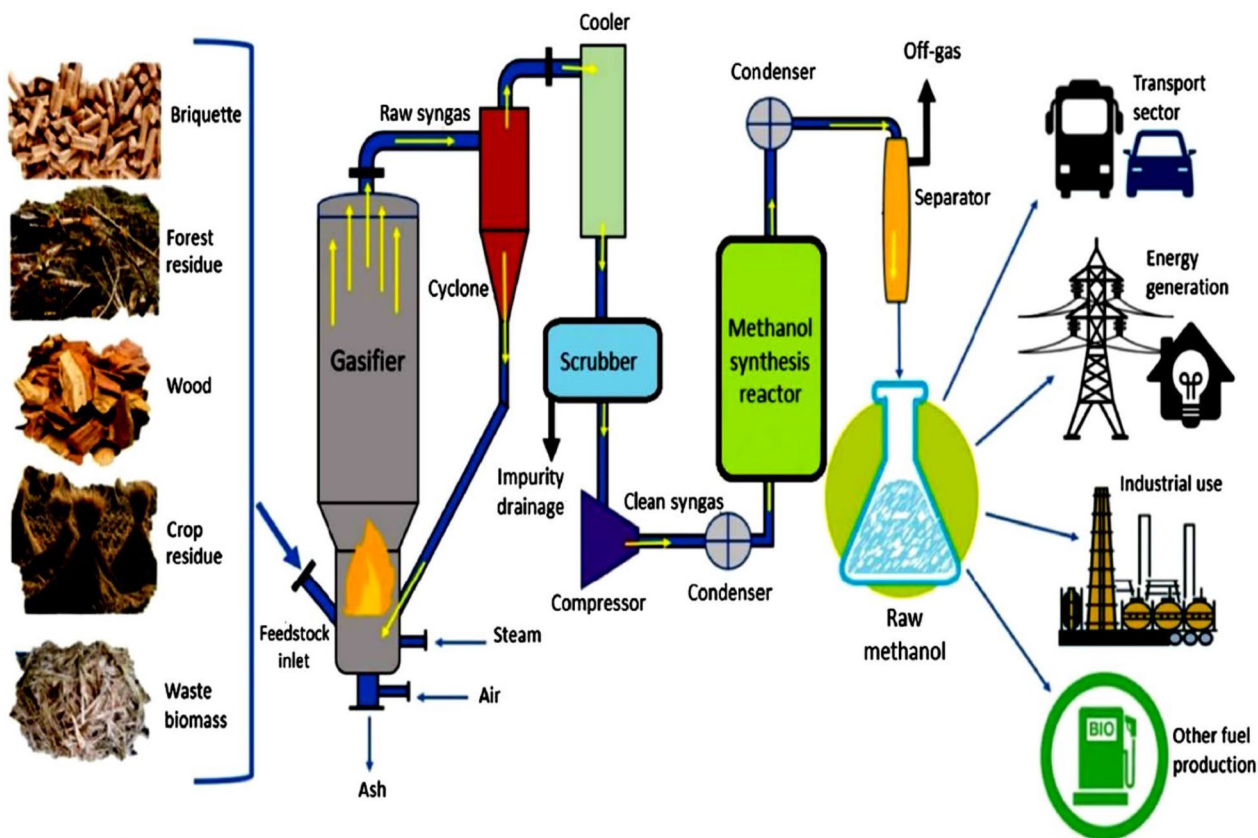 Briquette
Forest
residue
Wood
Crop
residue
Waste
biomass
Raw syngas
Cooler
Cyclone
Gasifier
Feedstock
inlet
Steam
Air
Ash
Scrubber
Impurity
drainage
Compressor
Clean syngas
Condenser
Methanol
synthesis
reactor
Condenser
Off-gas
Separator
Raw
methanol
Transport
sector
Energy
generation
Industrial use
BIO
Other fuel
production